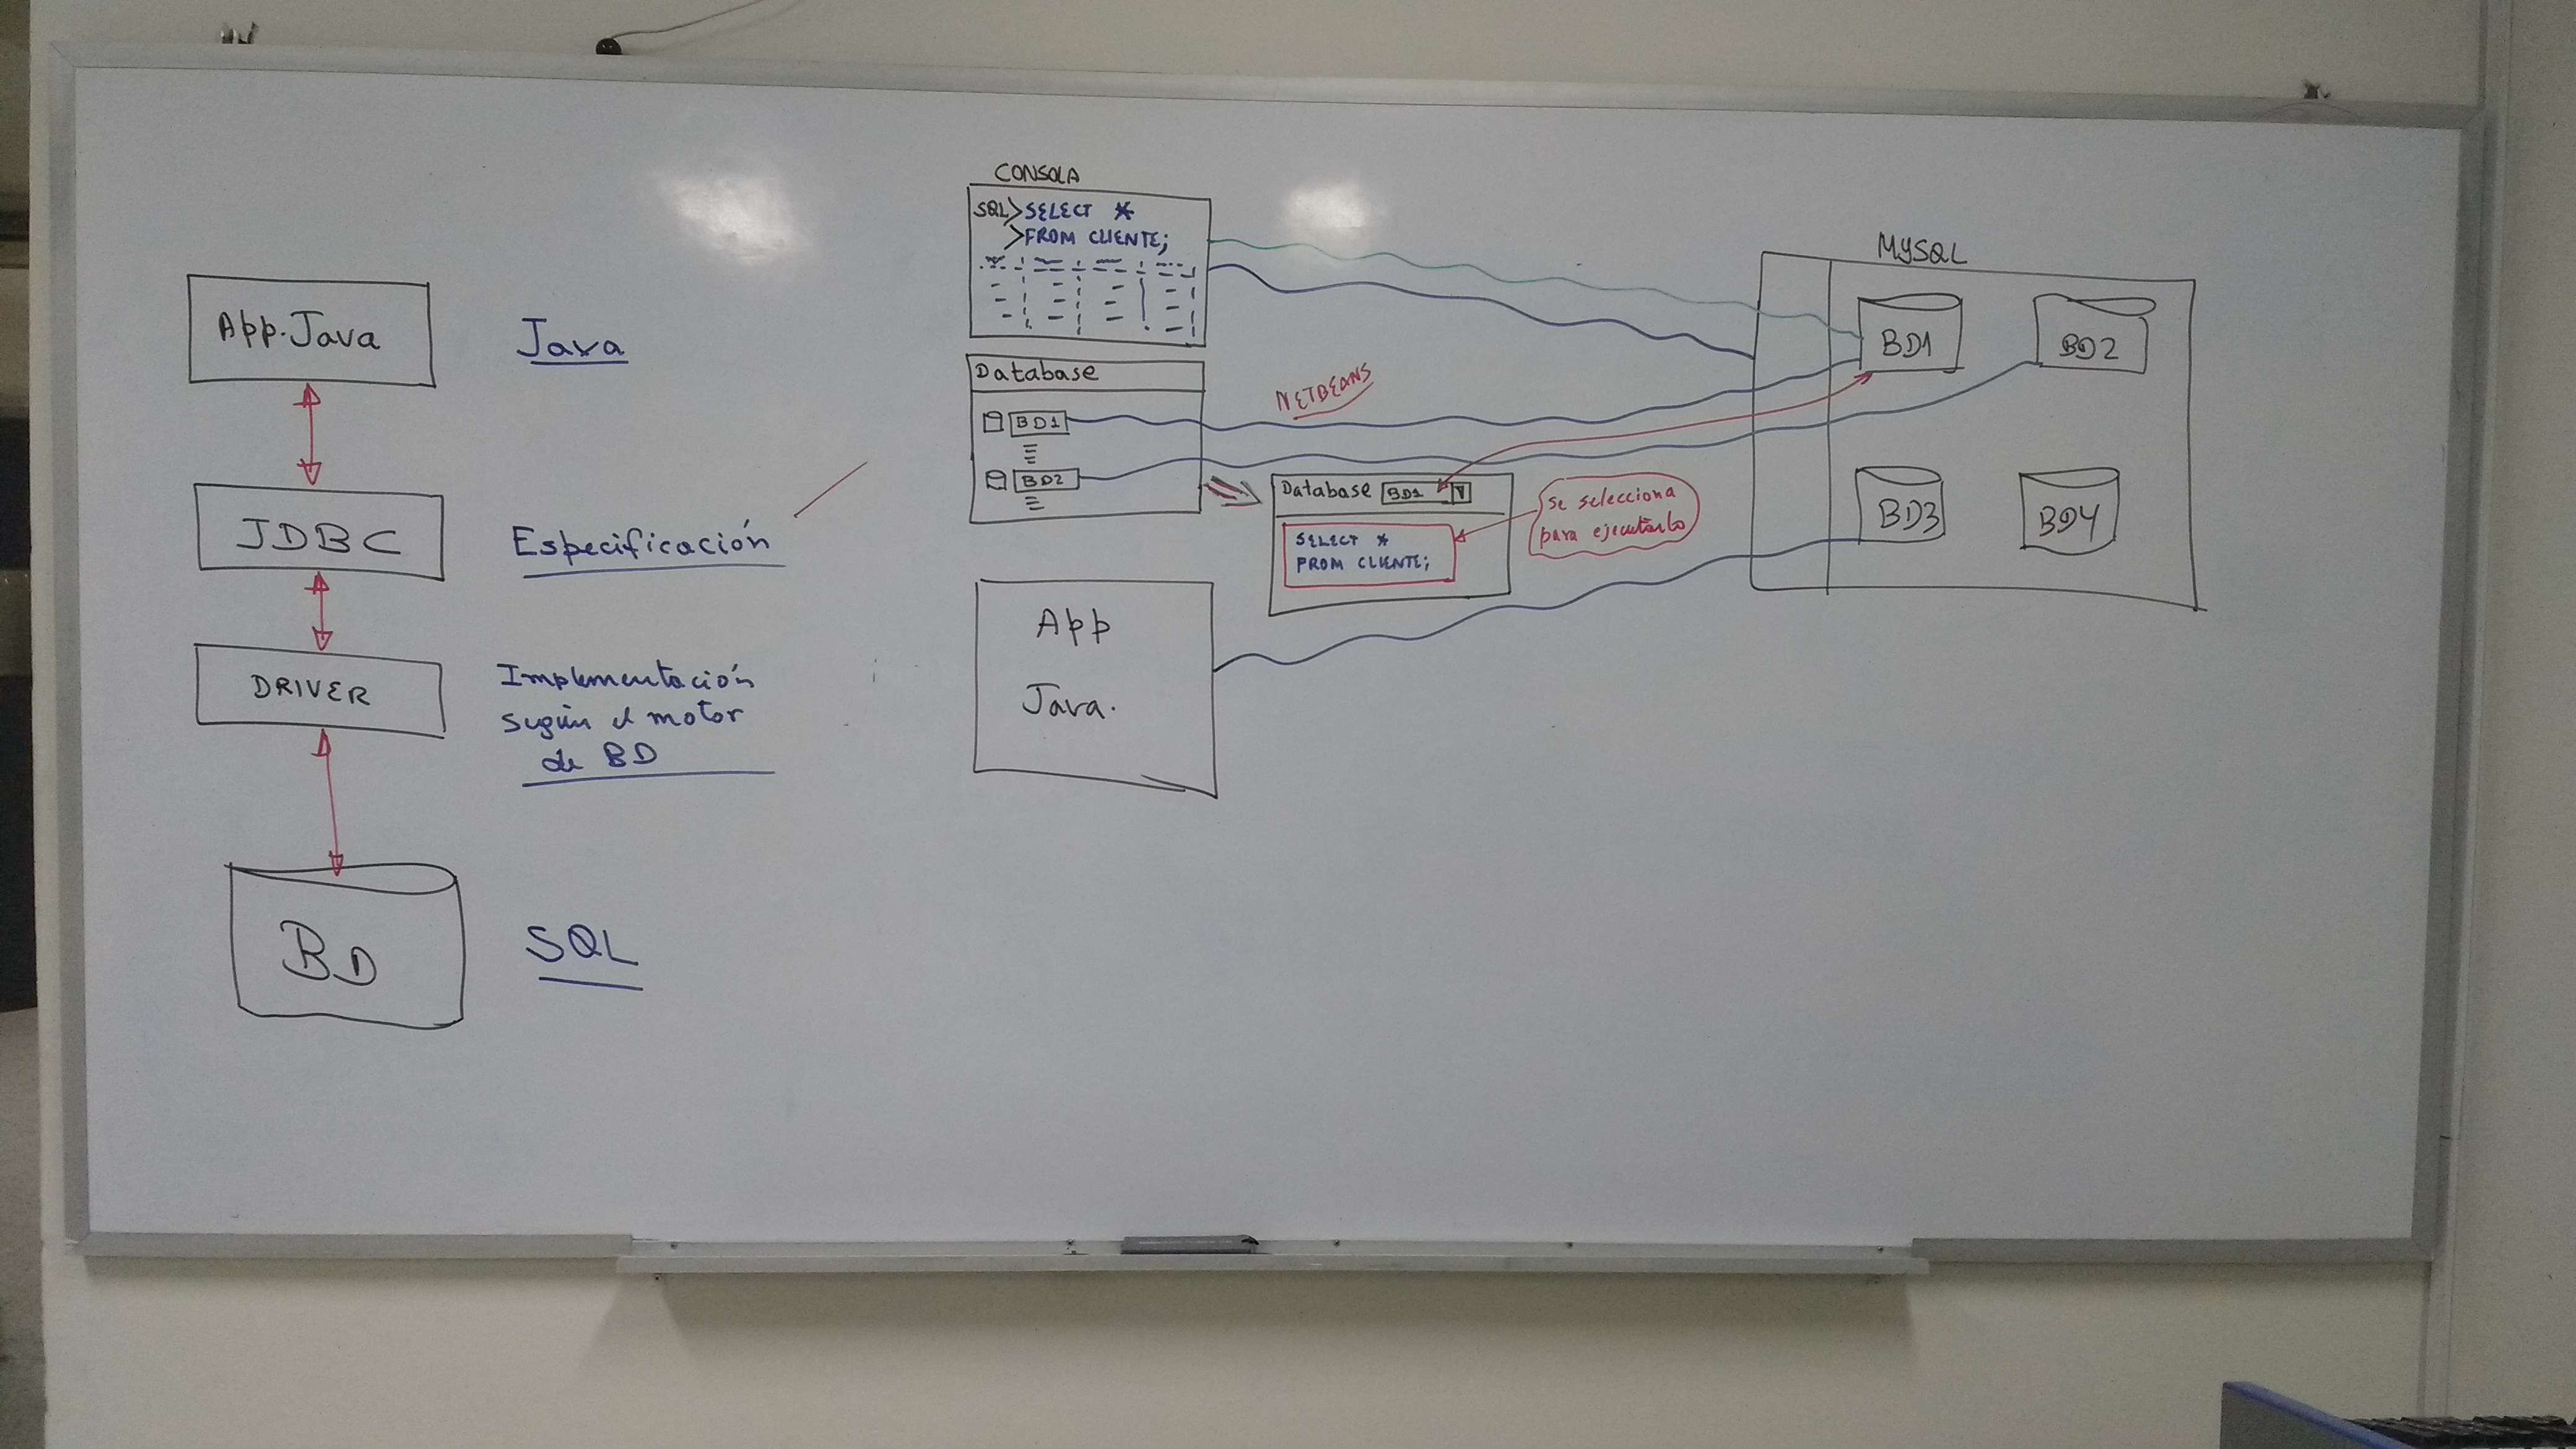 App.Java
Java
JDBC
Especificación
DRIVER
Implementación
según el motor
de BD
BD
SQL
CONSOLA
SQL>SELECT *
>FROM CLIENTE;
Database
BD1
BD2
NETBEANS
Database BD1
SELECT *
FROM CLIENTE;
Se selecciona
para ejecutarlo
App
Java.
MYSQL
BD1
BD2
BD3
BD4